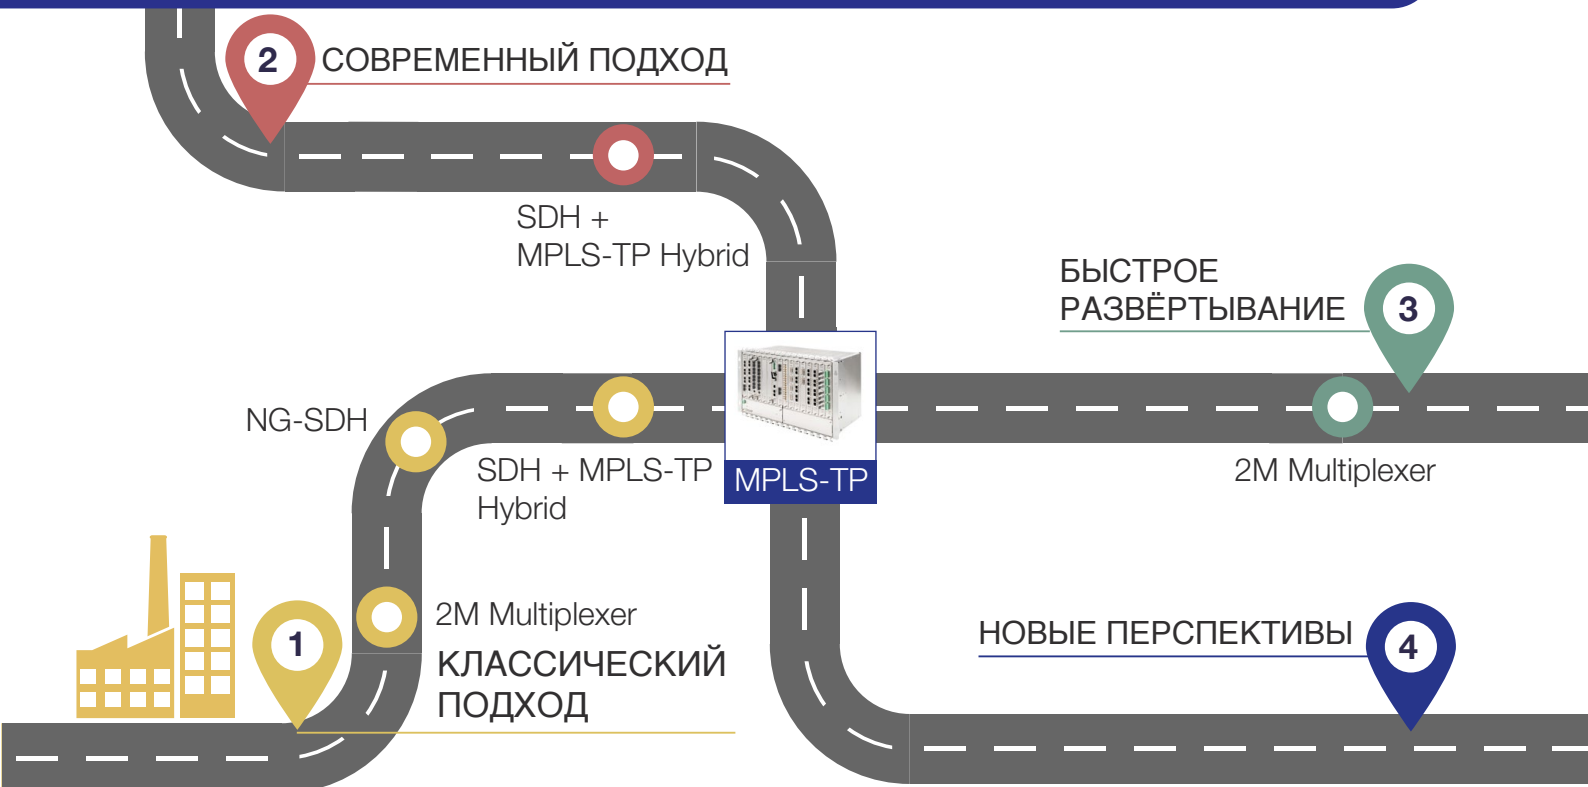 2
СОВРЕМЕННЫЙ ПОДХОД
SDH +
MPLS-TP Hybrid
БЫСТРОЕ
РАЗВЁРТЫВАНИЕ
3
NG-SDH
SDH + MPLS-TP
Hybrid
MPLS-TP
2M Multiplexer
1
2M Multiplexer
КЛАССИЧЕСКИЙ
ПОДХОД
НОВЫЕ ПЕРСПЕКТИВЫ
4